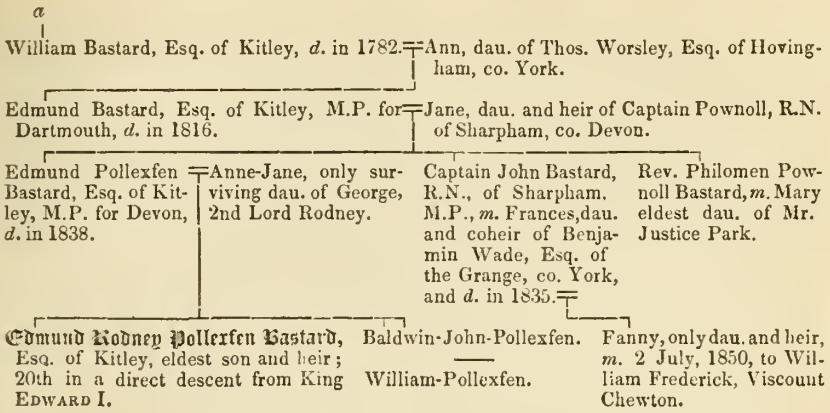 a
William Bastard, Esq. of Kitley, d. in 1782.
Ann, dau. of Thos. Worsley, Esq. of Hoving-
ham, co. York.
Edmund Bastard, Esq. of Kitley, M.P. for
Dartmouth, d. in 1816.
Jane, dau. and heir of Captain Pownoll, R.N.
of Sharpham, co. Devon.
Edmund Pollexfen
Bastard, Esq. of Kit-
ley, M.P. for Devon,
d. in 1838.
Anne-Jane, only sur-
viving dau. of George,
2nd Lord Rodney.
Captain John Bastard,
R.N., of Sharpham.
M.P., m. Frances, dau.
and coheir of Benja-
min Wade, Esq. of
the Grange, co. York,
and d. in 1835.
Rev. Philomen Pow-
noll Bastard, m. Mary
eldest dau. of Mr.
Justice Park.
Edmund Rodney Pollexfen Bastard,
Esq. of Kitley, eldest son and heir;
20th in a direct descent from King
EDWARD I.
Baldwin-John-Pollexfen.
William-Pollexfen.
Fanny, only dau. and heir,
m. 2 July, 1850, to Wil-
liam Frederick, Viscount
Chewton.